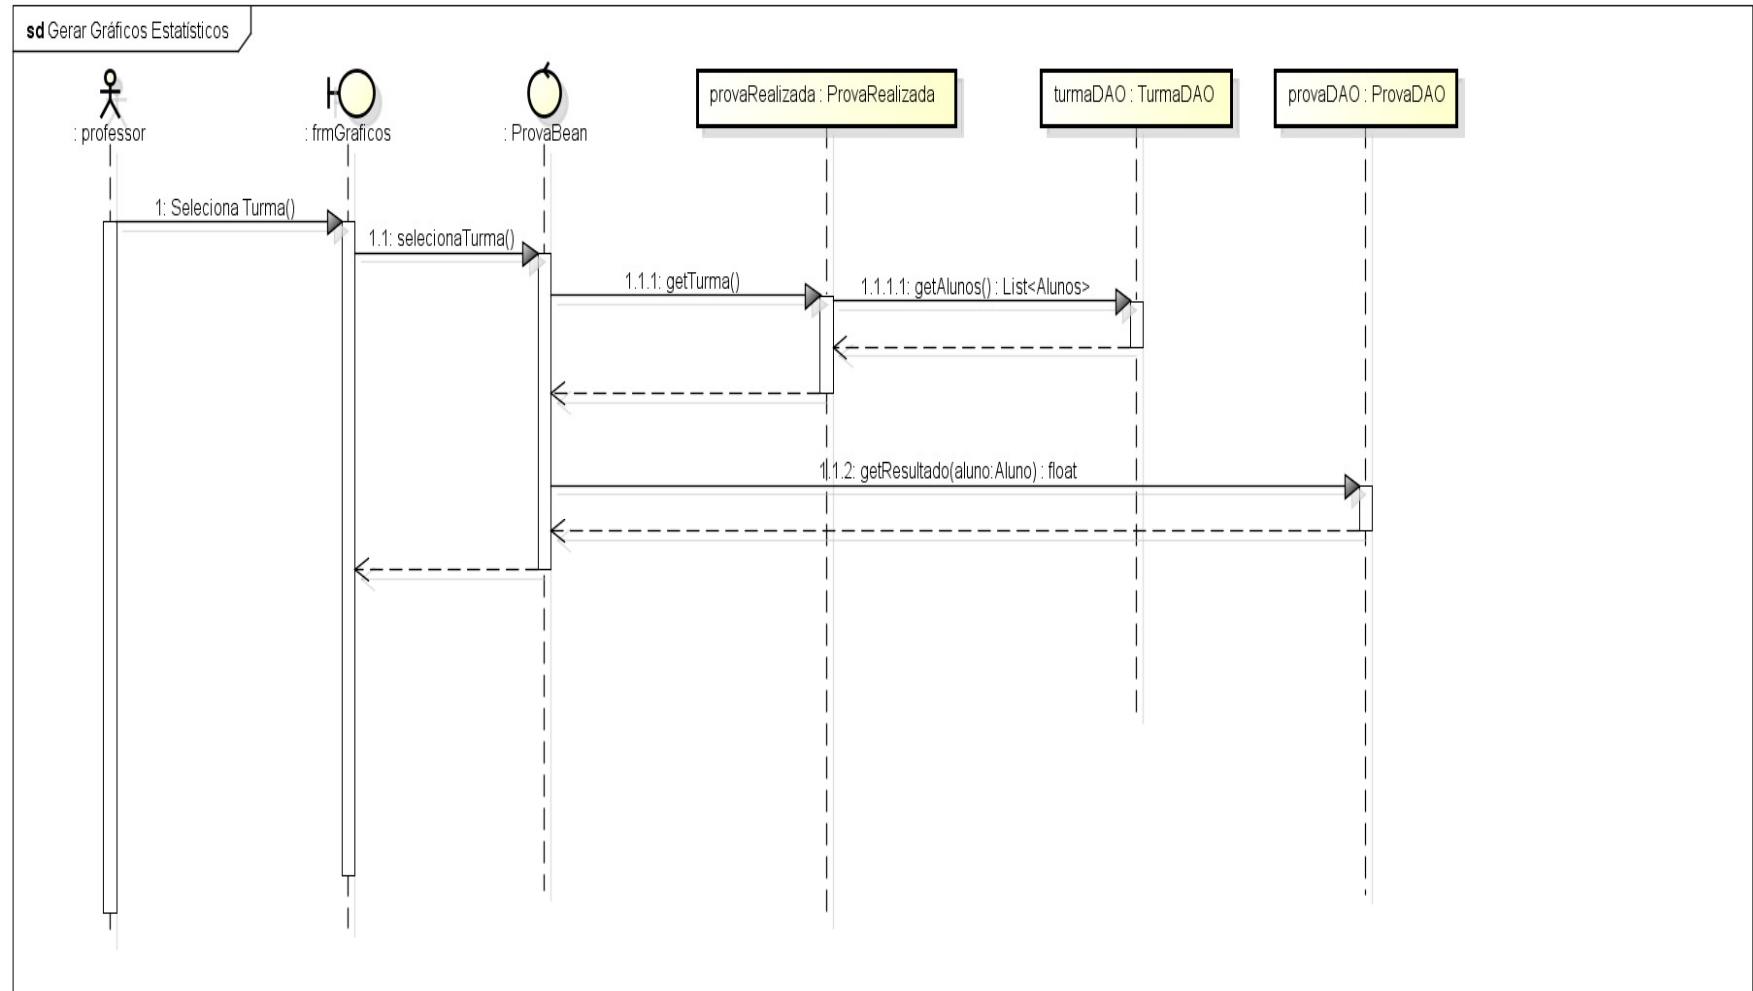 sd Gerar Gráficos Estatísticos
: professor
: frmGraficos
: ProvaBean
provaRealizada : ProvaRealizada
turmaDAO : TurmaDAO
provaDAO : ProvaDAO
1: Seleciona Turma()
1.1: selecionaTurma()
1.1.1: getTurma()
1.1.1.1: getAlunos() : List<Alunos>
1.1.2: getResultado(aluno:Aluno) : float